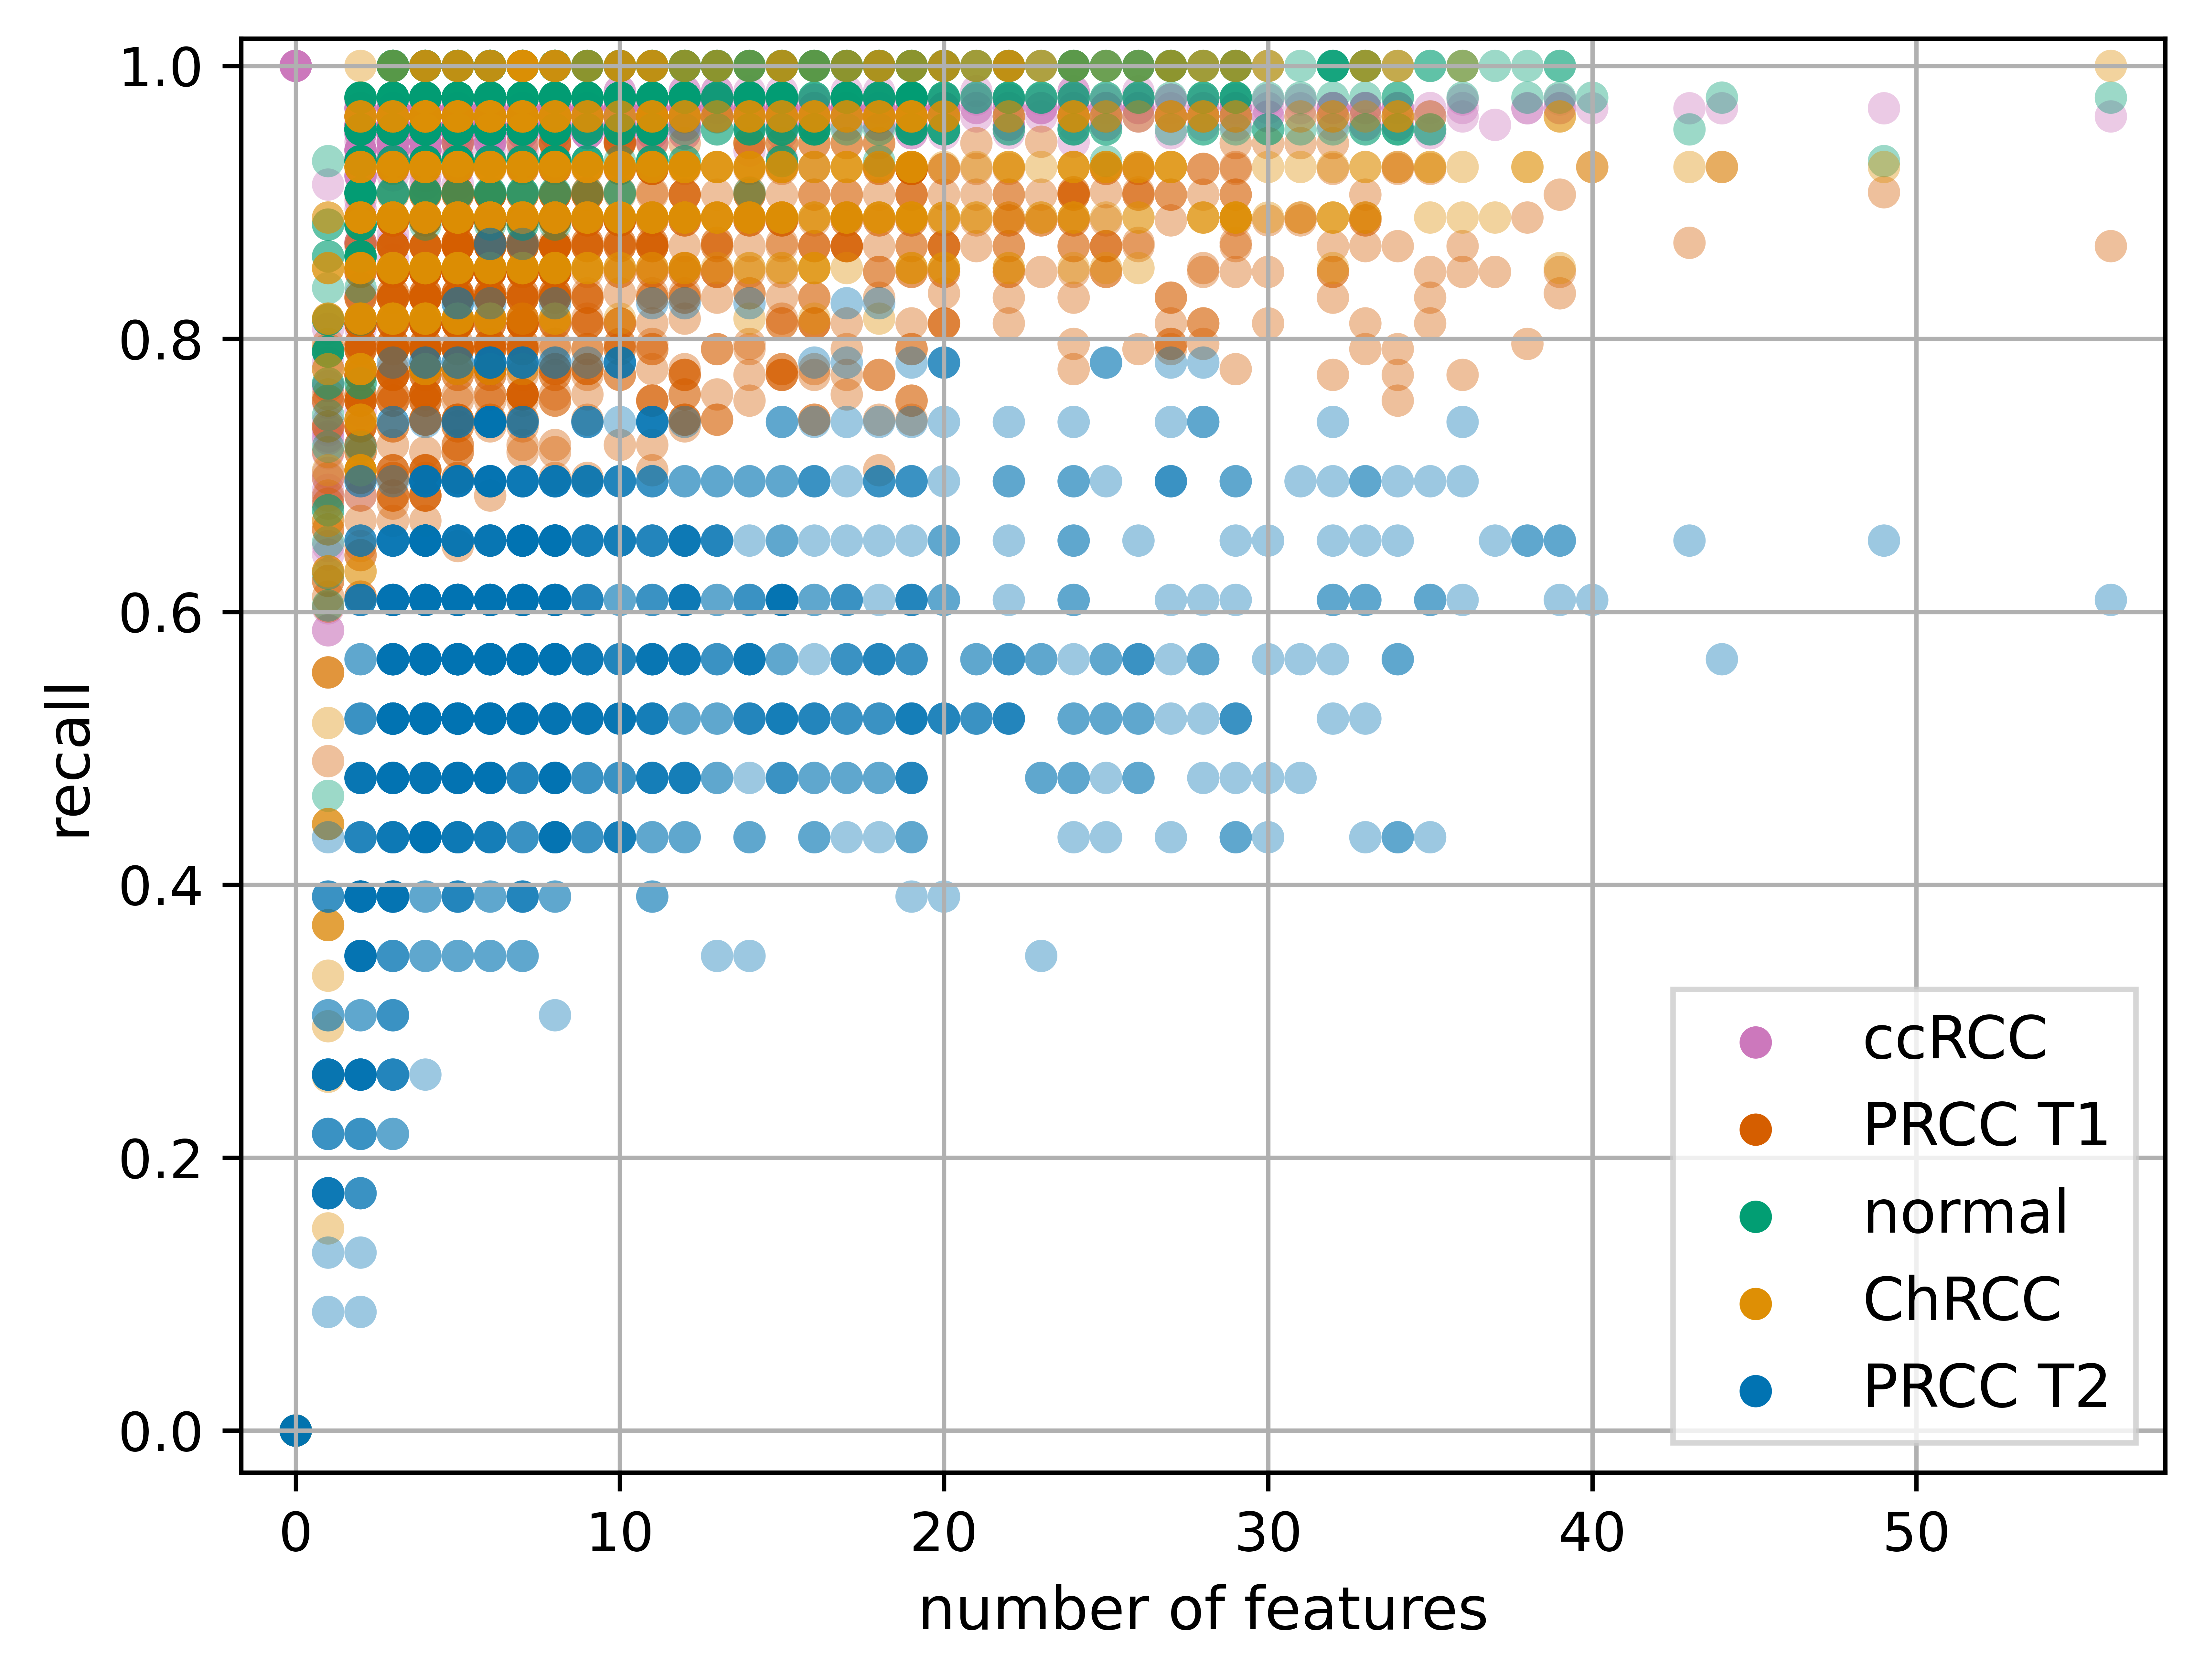 1.0
0.8
0.6
0.4
0.2
0.0
recall
0 10 20 30 40 50
number of features
ccRCC
PRCC T1
normal
ChRCC
PRCC T2